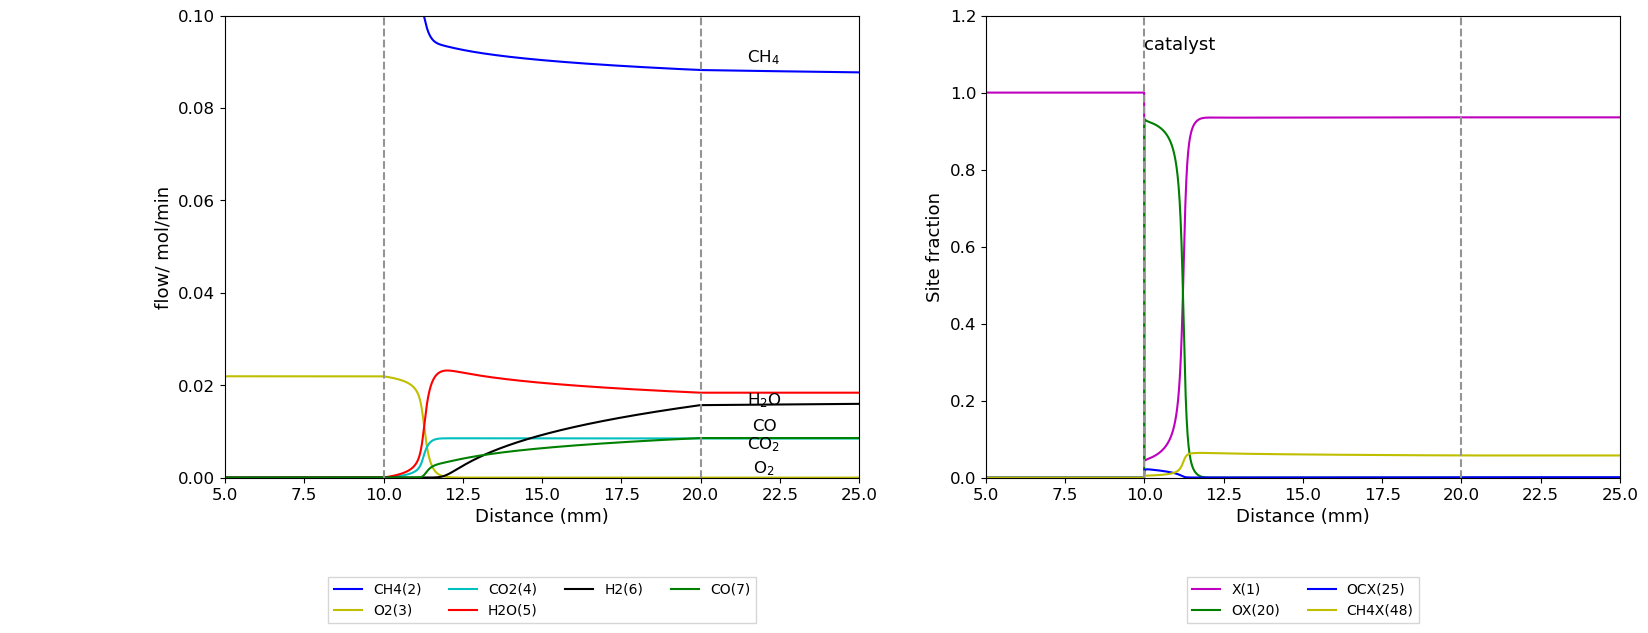 0.10
0.08
0.06
0.04
0.02
0.00
flow/ mol/min
CH₄
H₂O
CO
CO₂
O₂
5.0 7.5 10.0 12.5 15.0 17.5 20.0 22.5 25.0
Distance (mm)
CH4(2) CO2(4) H2(6) CO(7)
O2(3) H2O(5)
1.2
1.0
0.8
0.6
0.4
0.2
0.0
Site fraction
catalyst
5.0 7.5 10.0 12.5 15.0 17.5 20.0 22.5 25.0
Distance (mm)
X(1) OCX(25)
OX(20) CH4X(48)